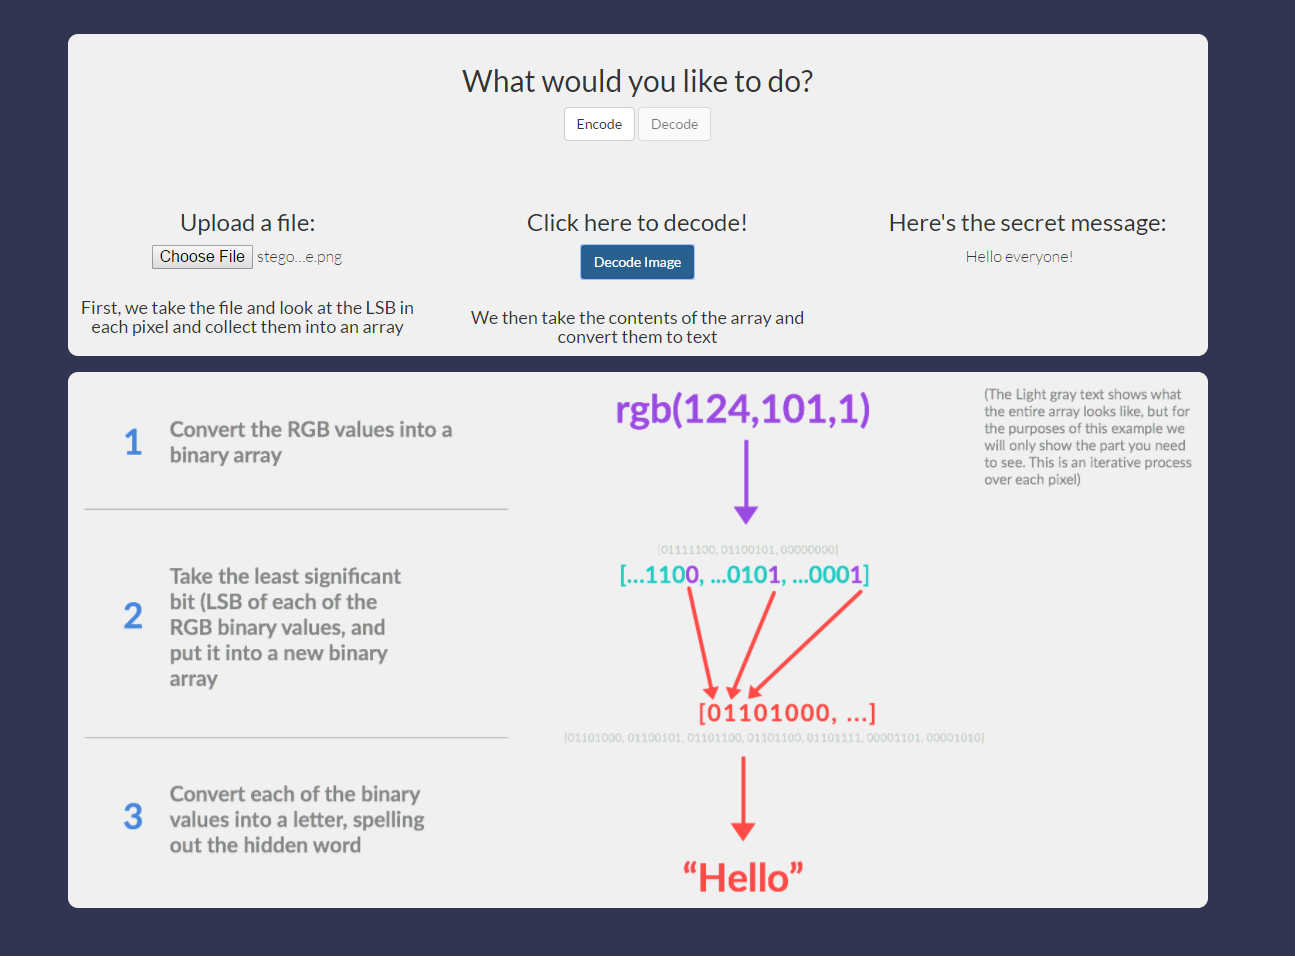 What would you like to do?
Encode Decode
Upload a file:
Choose File stego...e.png
First, we take the file and look at the LSB in
each pixel and collect them into an array
Click here to decode!
Decode Image
We then take the contents of the array and
convert them to text
Here's the secret message:
Hello everyone!
1
Convert the RGB values into a
binary array
2
Take the least significant
bit (LSB of each of the
RGB binary values, and
put it into a new binary
array
3
Convert each of the binary
values into a letter, spelling
out the hidden word
rgb(124,101,1)
[01111100, 01100101, 00000000]
[...1100, ...0101, ...0001]
[01101000, ...]
[01101000, 01100101, 01101100, 01101100, 01101111, 00001101, 00001010]
“Hello”
(The Light gray text shows what
the entire array looks like, but for
the purposes of this example we
will only show the part you need
to see. This is an iterative process
over each pixel)